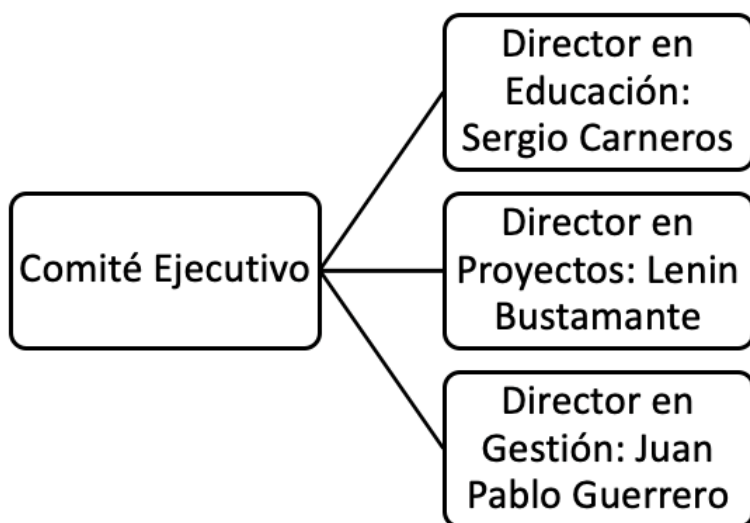 Comité Ejecutivo
Director en
Educación:
Sergio Carneros
Director en
Proyectos: Lenin
Bustamante
Director en
Gestión: Juan
Pablo Guerrero